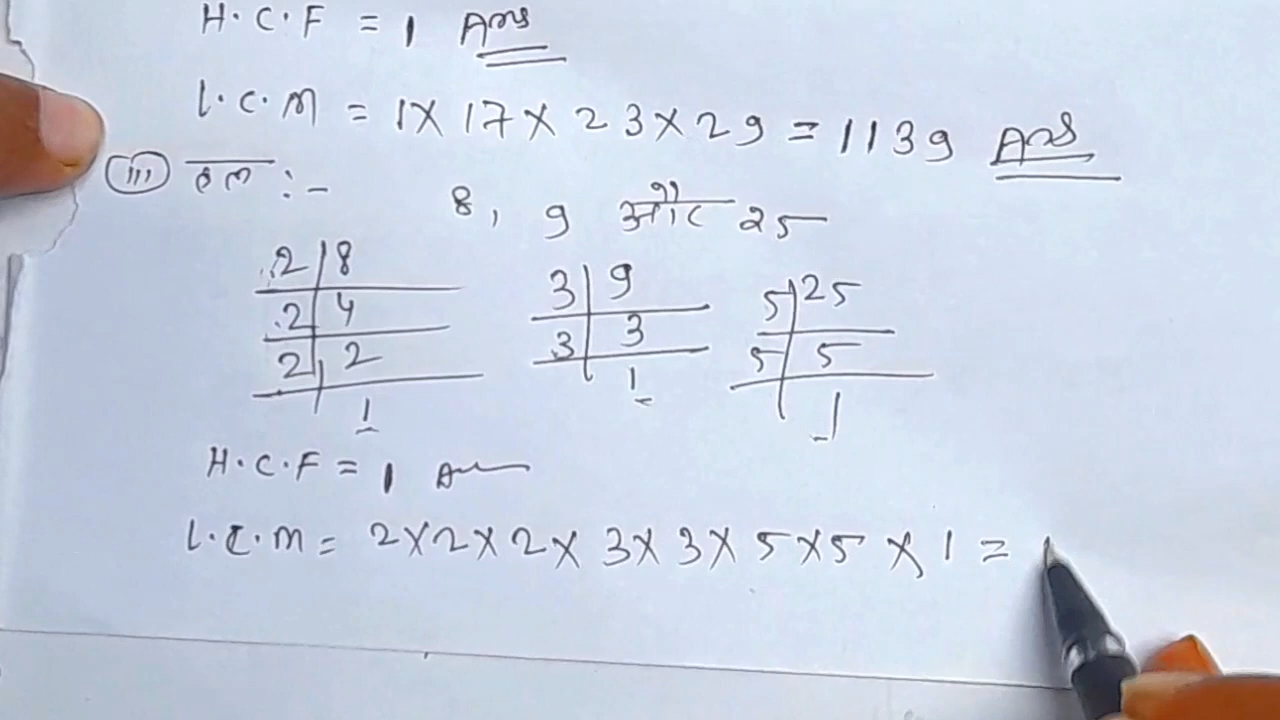 H.C.F = 1 Ans
L.C.M = 1 X 17 X 23 X 29 = 1139 Ans
(iii) हल :-
8, 9 और 25
2 | 8    3 | 9    5 | 25
2 | 4    3 | 3    5 | 5
2 | 2    1    1
1
H.C.F = 1 Ans
L.C.M = 2 X 2 X 2 X 3 X 3 X 5 X 5 X 1 = 1